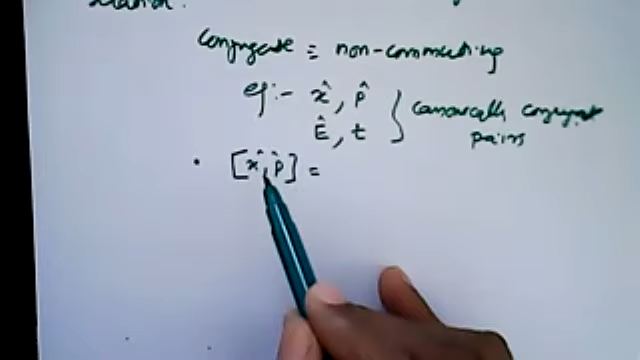 conjugate = non-commuting
eg:- x̂, p̂
Ê, t } canonically conjugate
pairs
• [x̂, p̂] =